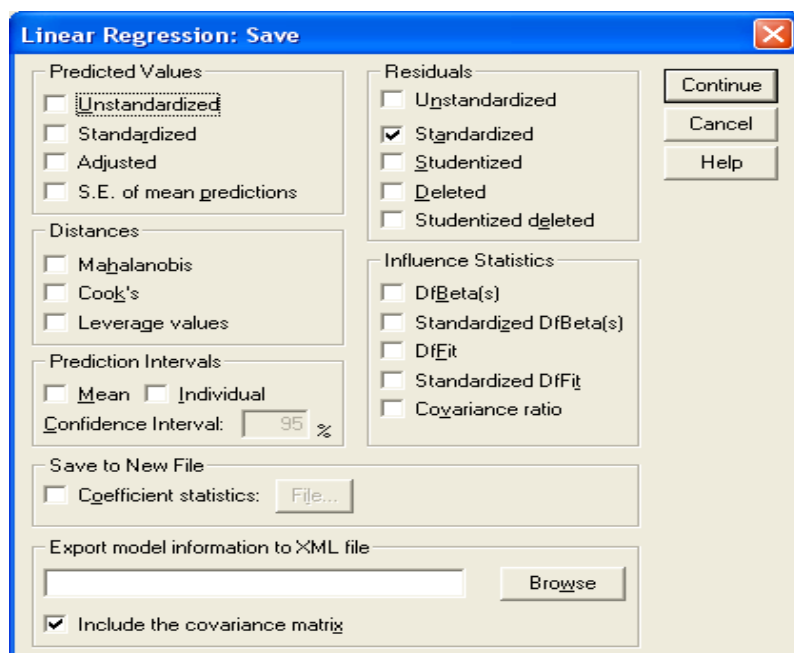 Linear Regression: Save
Predicted Values
Unstandardized
Standardized
Adjusted
S.E. of mean predictions
Distances
Mahalanobis
Cook's
Leverage values
Prediction Intervals
Mean Individual
Confidence Interval: 95 %
Residuals
Unstandardized
Standardized
Studentized
Deleted
Studentized deleted
Influence Statistics
DfBeta(s)
Standardized DfBeta(s)
DfFit
Standardized DfFit
Covariance ratio
Continue
Cancel
Help
Save to New File
Coefficient statistics: File...
Export model information to XML file
Browse
Include the covariance matrix